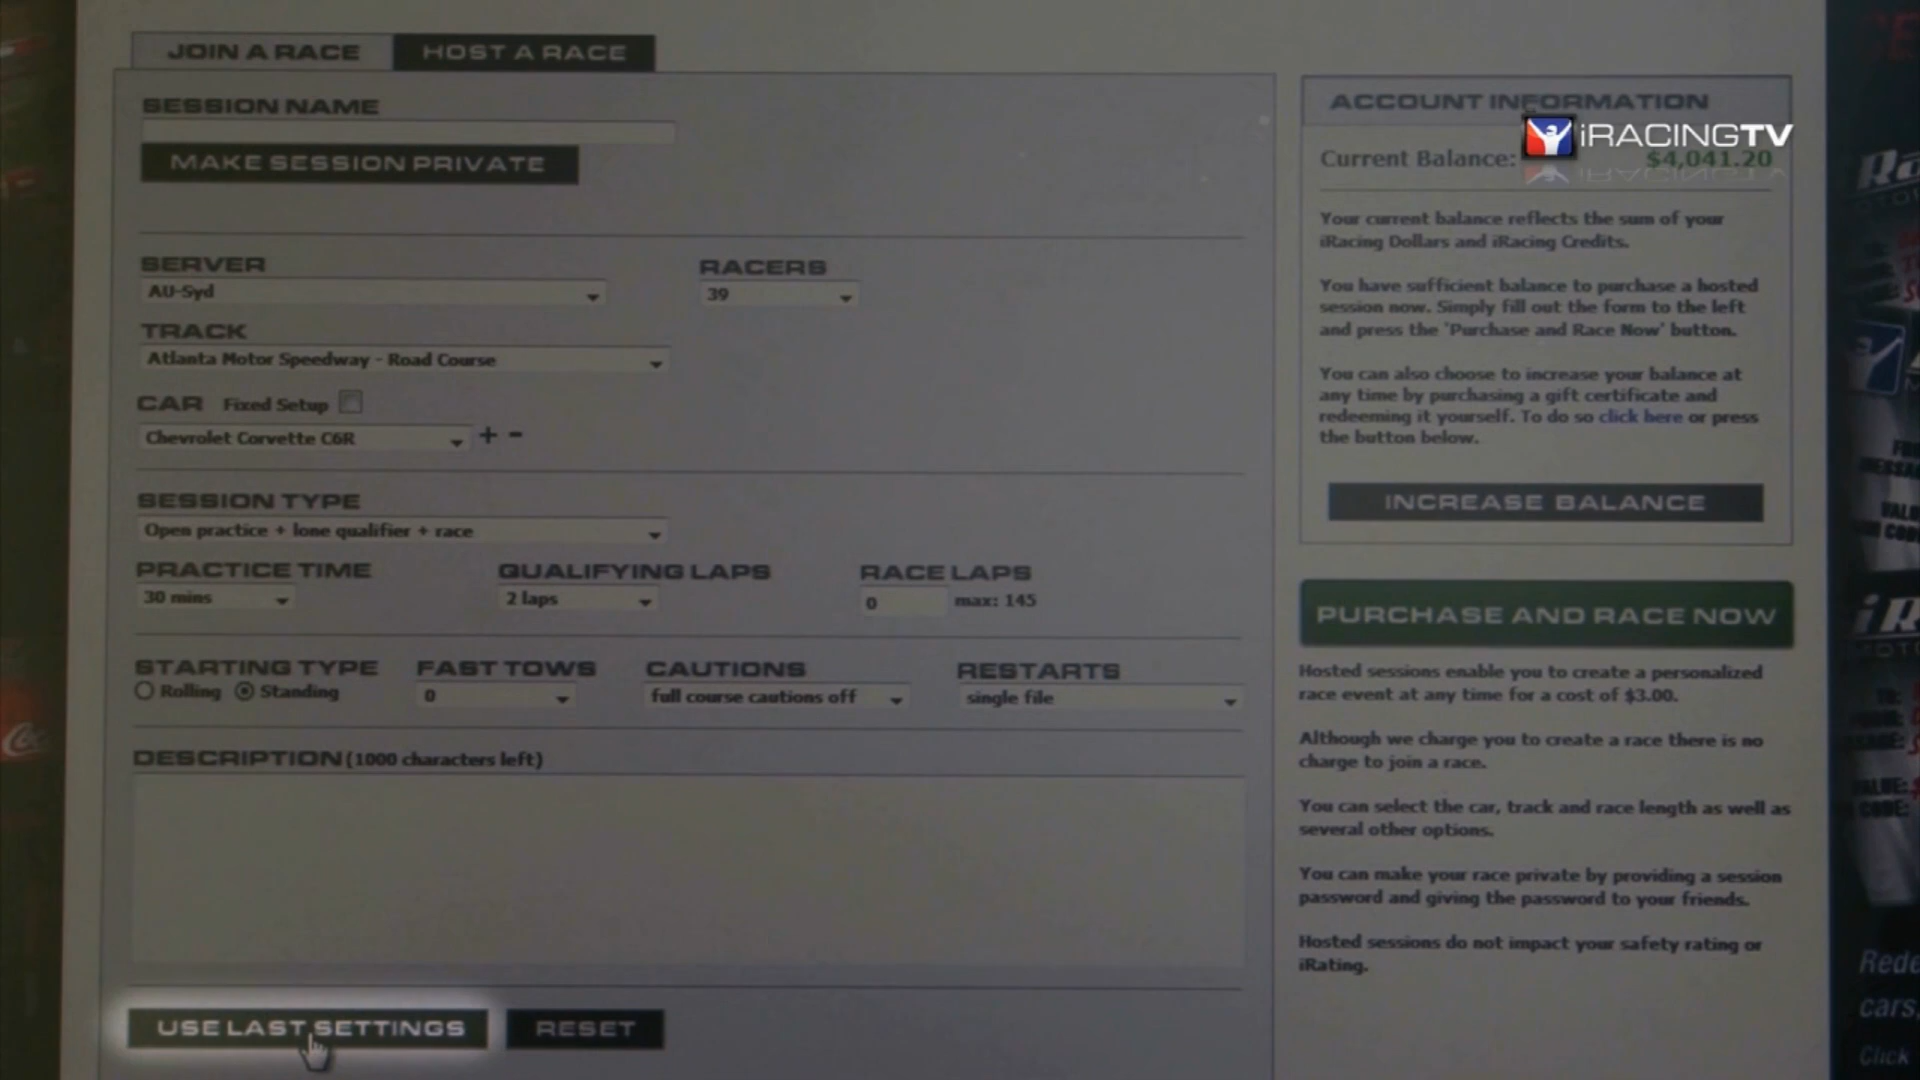 JOIN A RACE
HOST A RACE
SESSION NAME
MAKE SESSION PRIVATE
SERVER
AU-Syd
RACERS
39
TRACK
Atlanta Motor Speedway - Road Course
CAR Fixed Setup
Chevrolet Corvette C6R
+ -
SESSION TYPE
Open practice + lone qualifier + race
PRACTICE TIME
30 mins
QUALIFYING LAPS
2 laps
RACE LAPS
0 max: 145
STARTING TYPE
Rolling Standing
FAST TOWS
0
CAUTIONS
full course cautions off
RESTARTS
single file
DESCRIPTION (1000 characters left)
USE LAST SETTINGS
RESET
ACCOUNT INFORMATION
iRACINGTV
Current Balance: $4,041.20
Your current balance reflects the sum of your
iRacing Dollars and iRacing Credits.
You have sufficient balance to purchase a hosted
session now. Simply fill out the form to the left
and press the 'Purchase and Race Now' button.
You can also choose to increase your balance at
any time by purchasing a gift certificate and
redeeming it yourself. To do so click here or press
the button below.
INCREASE BALANCE
PURCHASE AND RACE NOW
Hosted sessions enable you to create a personalized
race event at any time for a cost of $3.00.
Although we charge you to create a race there is no
charge to join a race.
You can select the car, track and race length as well as
several other options.
You can make your race private by providing a session
password and giving the password to your friends.
Hosted sessions do not impact your safety rating or
iRating.
cars,
Click